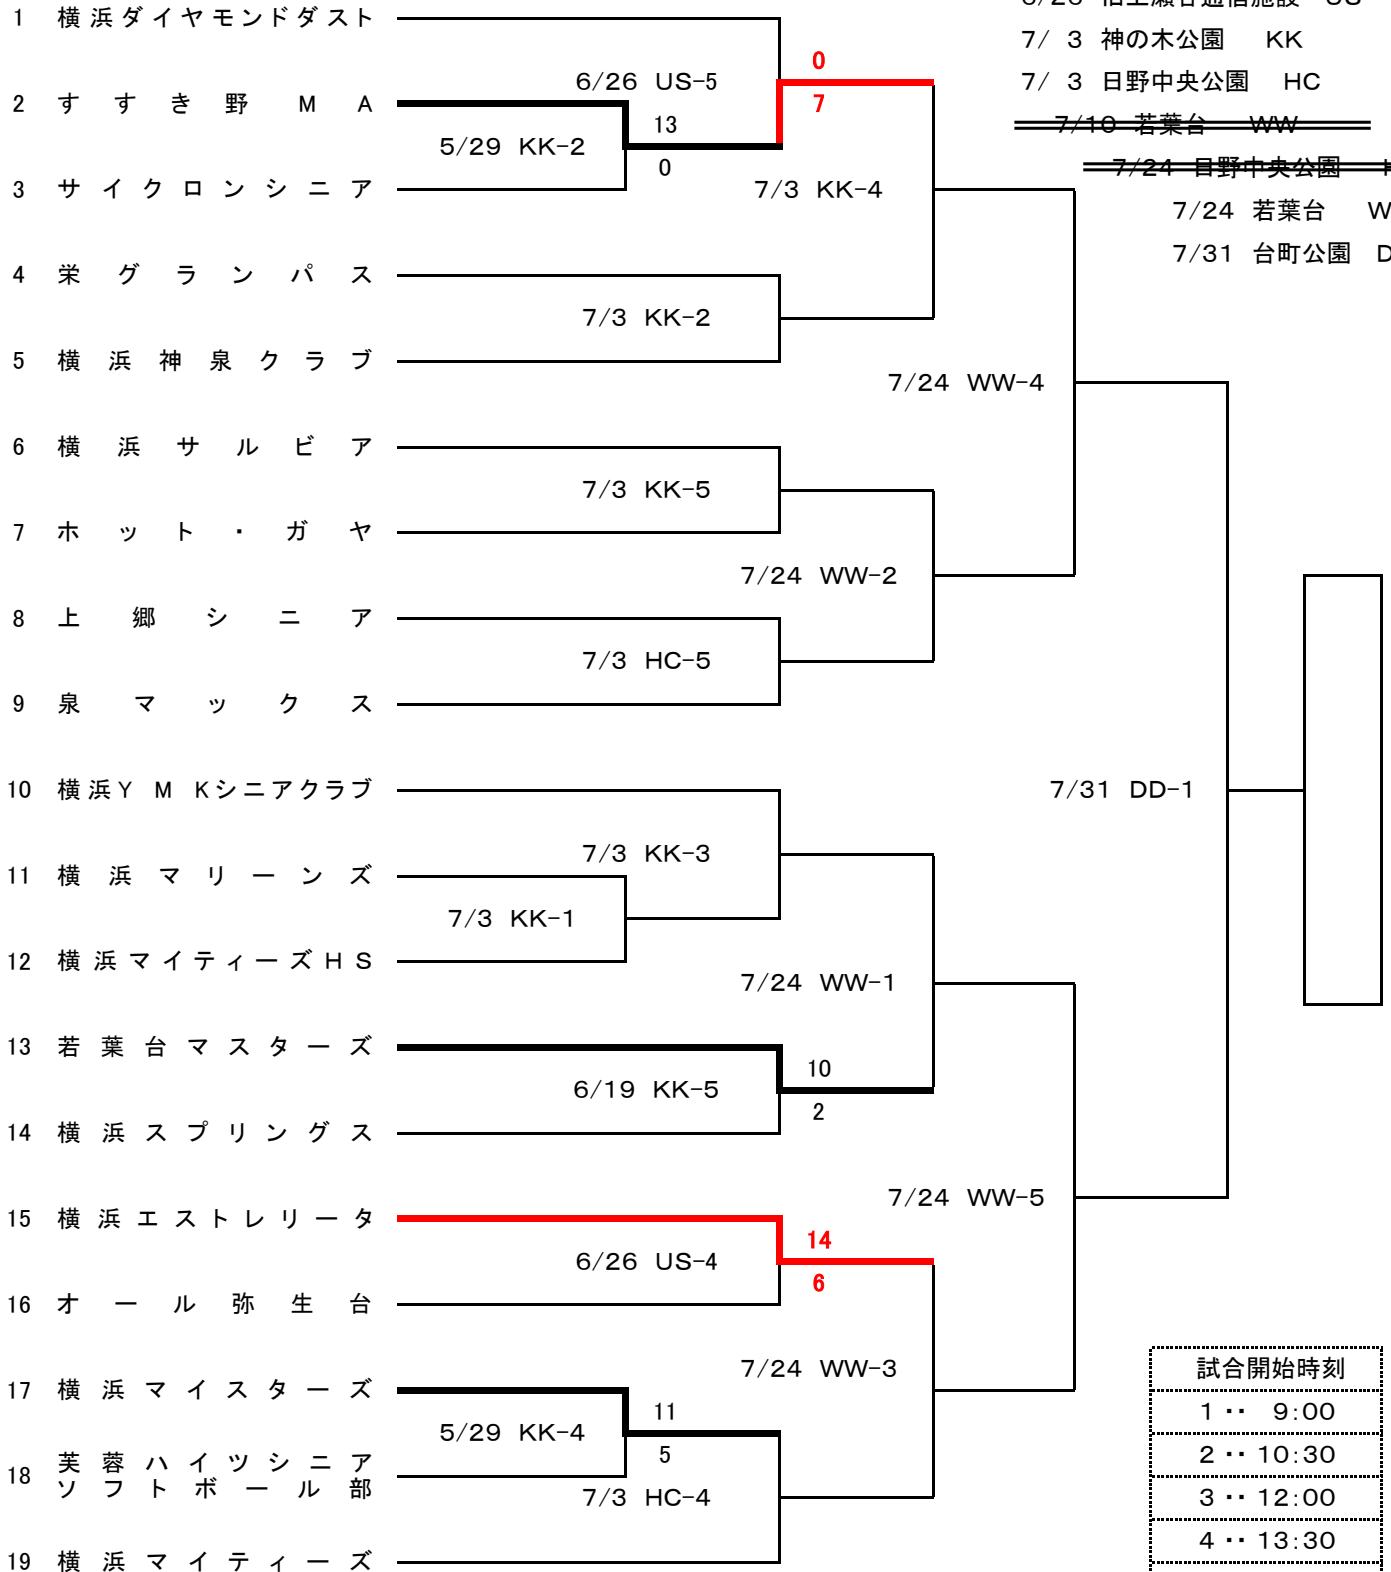 7/ 3 神の木公園 KK
7/ 3 日野中央公園 HC
7/10 若葉台 WW
7/24 日野中央公園
7/24 若葉台 W
7/31 台町公園 D
1 横浜ダイヤモンドダスト
6/26 US-5
0
7
2 すすき野MA
5/29 KK-2
13
0
3 サイクロンシニア
7/3 KK-4
4 栄グランパス
7/3 KK-2
5 横浜神泉クラブ
7/24 WW-4
6 横浜サルビア
7/3 KK-5
7 ホット・ガヤ
7/24 WW-2
8 上郷シニア
7/3 HC-5
9 泉マックス
10 横浜YMKシニアクラブ
7/31 DD-1
7/3 KK-3
11 横浜マリーンズ
7/3 KK-1
12 横浜マイティーズHS
7/24 WW-1
13 若葉台マスターズ
6/19 KK-5
10
2
14 横浜スプリングス
7/24 WW-5
15 横浜エストレリータ
6/26 US-4
14
6
16 オール弥生台
7/24 WW-3
17 横浜マイスターズ
5/29 KK-4
11
5
18 芙蓉ハイツシニア
ソフトボール部
7/3 HC-4
19 横浜マイティーズ
試合開始時刻
1 ‥ 9:00
2 ‥ 10:30
3 ‥ 12:00
4 ‥ 13:30